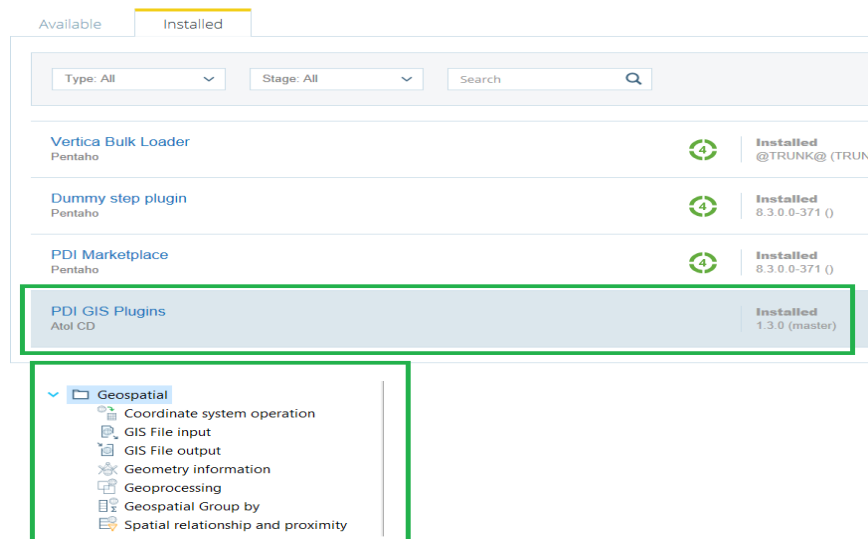 Available Installed
Type: All Stage: All Search
Vertica Bulk Loader
Pentaho
4
Installed
@TRUNK@ (TRUN
Dummy step plugin
Pentaho
4
Installed
8.3.0.0-371 ()
PDI Marketplace
Pentaho
4
Installed
8.3.0.0-371 ()
PDI GIS Plugins
Atol CD
Installed
1.3.0 (master)
Geospatial
Coordinate system operation
GIS File input
GIS File output
Geometry information
Geoprocessing
Geospatial Group by
Spatial relationship and proximity